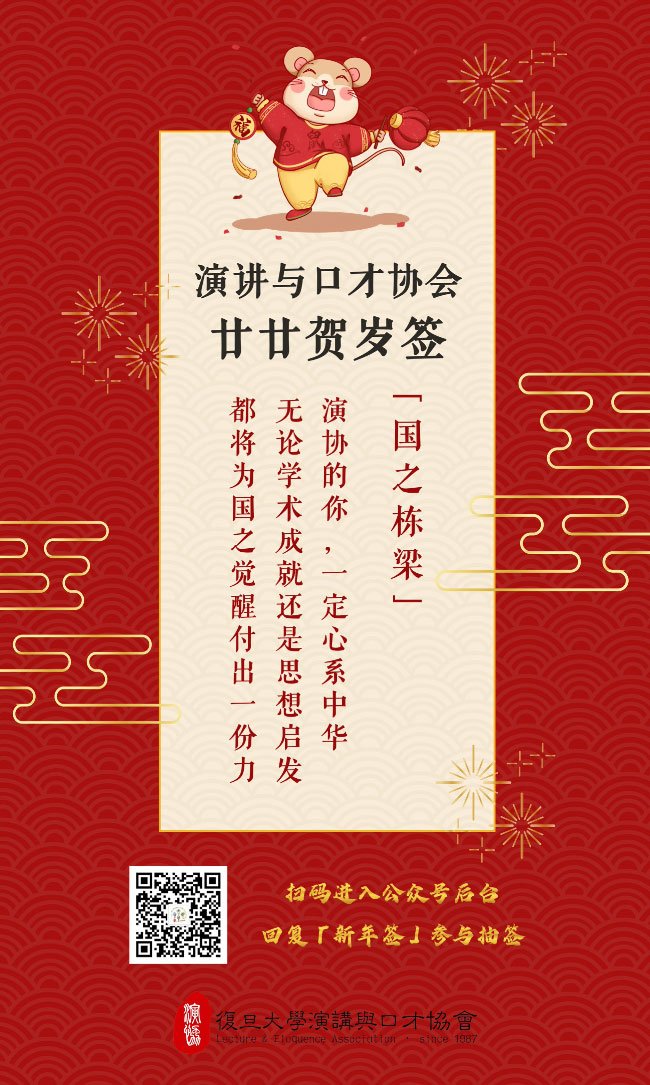 演讲与口才协会
廿廿贺岁签
「国之栋梁」
演协的你，一定心系中华
无论学术成就还是思想启发
都将为国之觉醒付出一份力
扫码进入公众号后台
回复「新年签」参与抽签
演協
復旦大學演講與口才協會
Lecture & Eloquence Association · since 1987